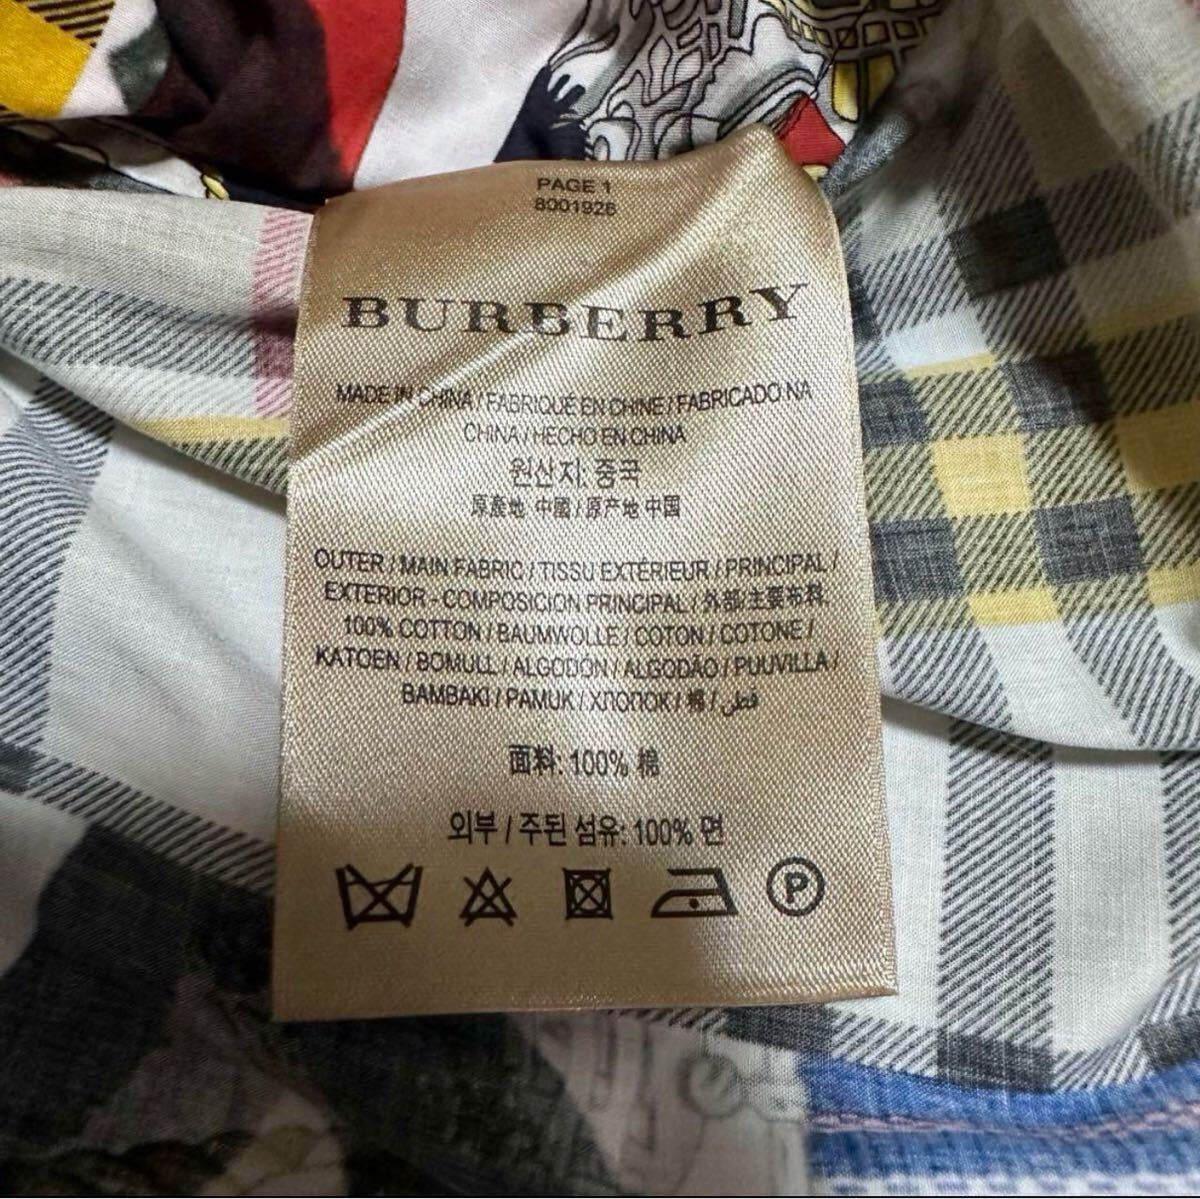 PAGE 1
8001926
BURBERRY
MADE IN CHINA / FABRIQUÉ EN CHINE / FABRICADO NA
CHINA / HECHO EN CHINA
원산지: 중국
原產地 中國 / 原产地 中国
OUTER / MAIN FABRIC / TISSU EXTÉRIEUR / PRINCIPAL /
EXTERIOR - COMPOSICION PRINCIPAL / 外部/主要布料,
100% COTTON / BAUMWOLLE / COTON / COTONE /
KATOEN / BOMULL / ALGODÓN / ALGODÃO / PUUVILLA /
BAMBAKI / PAMUK / ХЛОПОК / 棉 / قطن
面料: 100% 棉
외부 / 주된 섬유: 100% 면
P